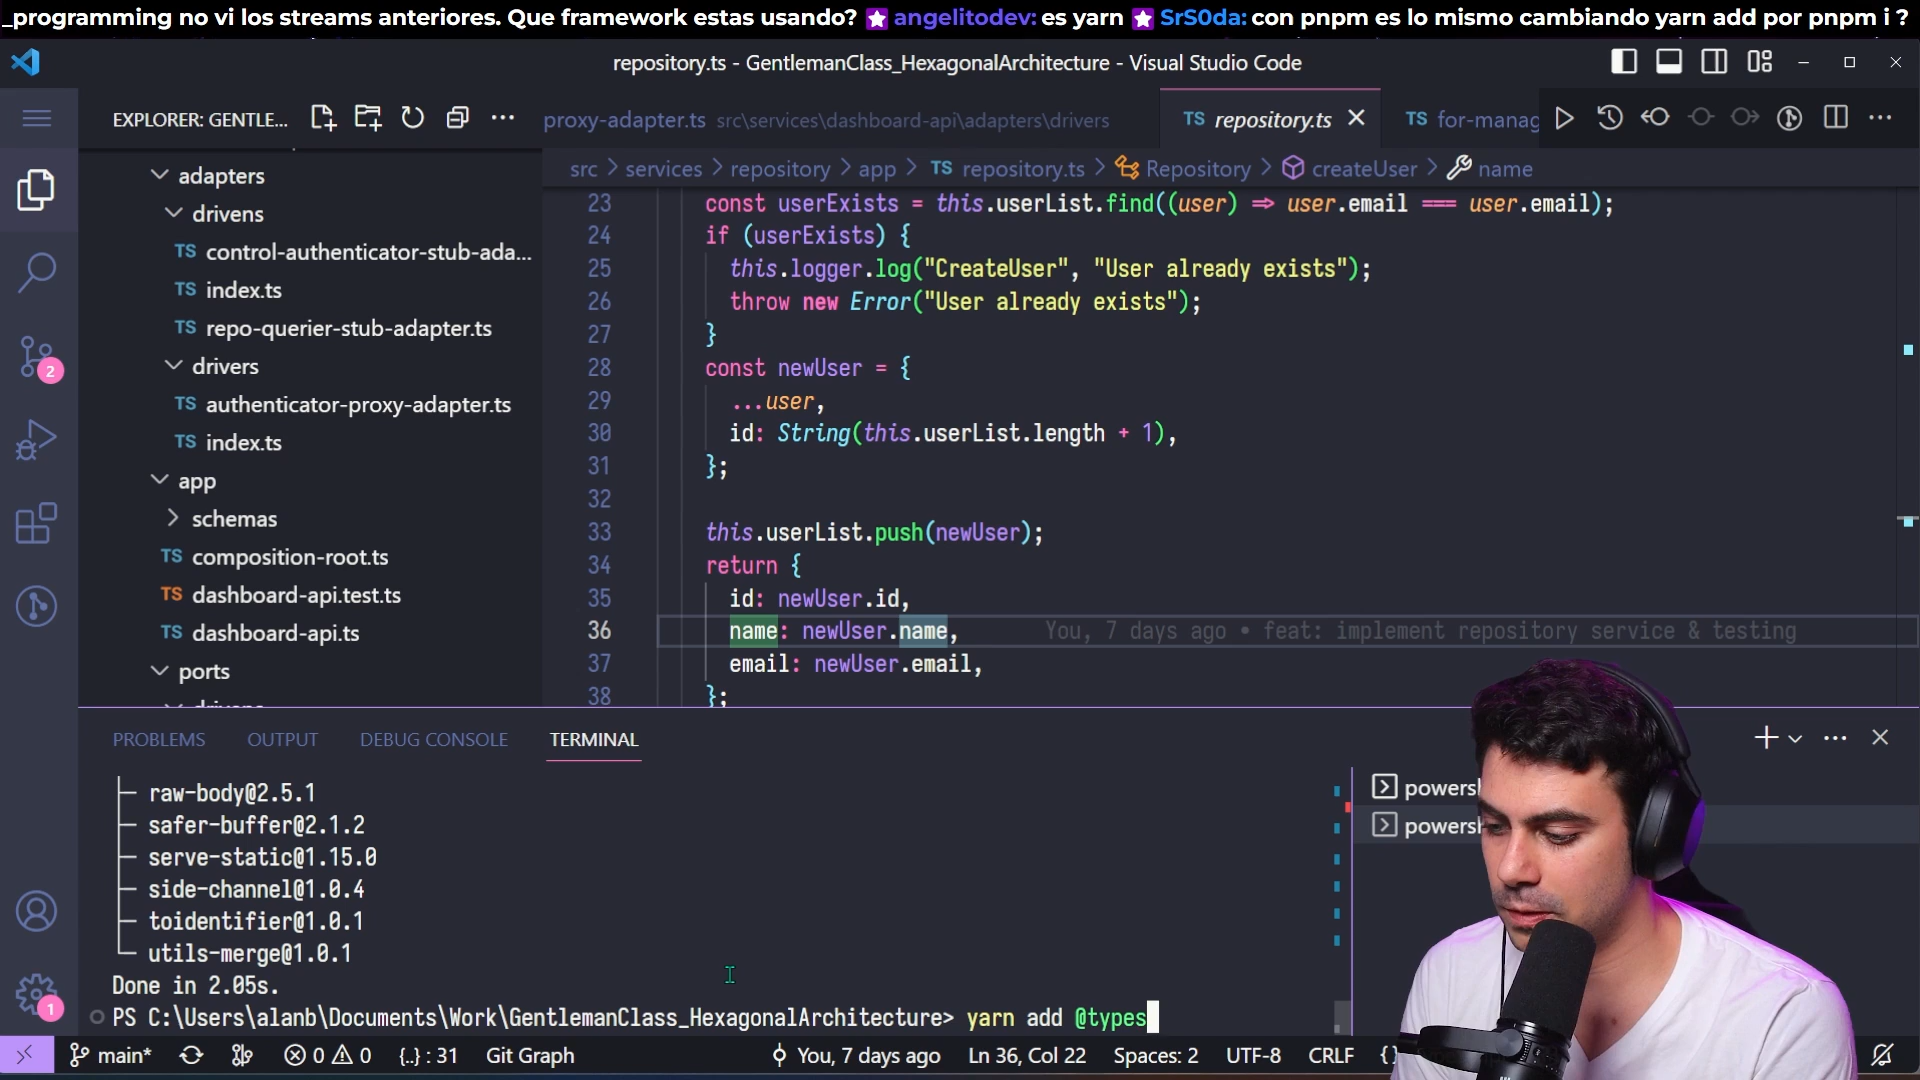 _programming no vi los streams anteriores. Que framework estas usando? angelitodev: es yarn SrS0da: con pnpm es lo mismo cambiando yarn add por pnpm i ?
repository.ts - GentlemanClass_HexagonalArchitecture - Visual Studio Code
EXPLORER: GENTLE...
proxy-adapter.ts src\services\dashboard-api\adapters\drivers
TS repository.ts
TS for-manag
src > services > repository > app > TS repository.ts > Repository > createUser > name
adapters
drivens
TS control-authenticator-stub-ada...
TS index.ts
TS repo-querier-stub-adapter.ts
drivers
TS authenticator-proxy-adapter.ts
TS index.ts
app
schemas
TS composition-root.ts
TS dashboard-api.test.ts
TS dashboard-api.ts
ports
23 const userExists = this.userList.find((user) => user.email === user.email);
24 if (userExists) {
25 this.logger.log("CreateUser", "User already exists");
26 throw new Error("User already exists");
27 }
28 const newUser = {
29 ...user,
30 id: String(this.userList.length + 1),
31 };
32
33 this.userList.push(newUser);
34 return {
35 id: newUser.id,
36 name: newUser.name, You, 7 days ago • feat: implement repository service & testing
37 email: newUser.email,
38 };
2
1
PROBLEMS OUTPUT DEBUG CONSOLE TERMINAL
├─ raw-body@2.5.1
├─ safer-buffer@2.1.2
├─ serve-static@1.15.0
├─ side-channel@1.0.4
├─ toidentifier@1.0.1
└─ utils-merge@1.0.1
Done in 2.05s.
PS C:\Users\alanb\Documents\Work\GentlemanClass_HexagonalArchitecture> yarn add @types
powersh
powersh
main* 0 0 {..} : 31 Git Graph You, 7 days ago Ln 36, Col 22 Spaces: 2 UTF-8 CRLF {